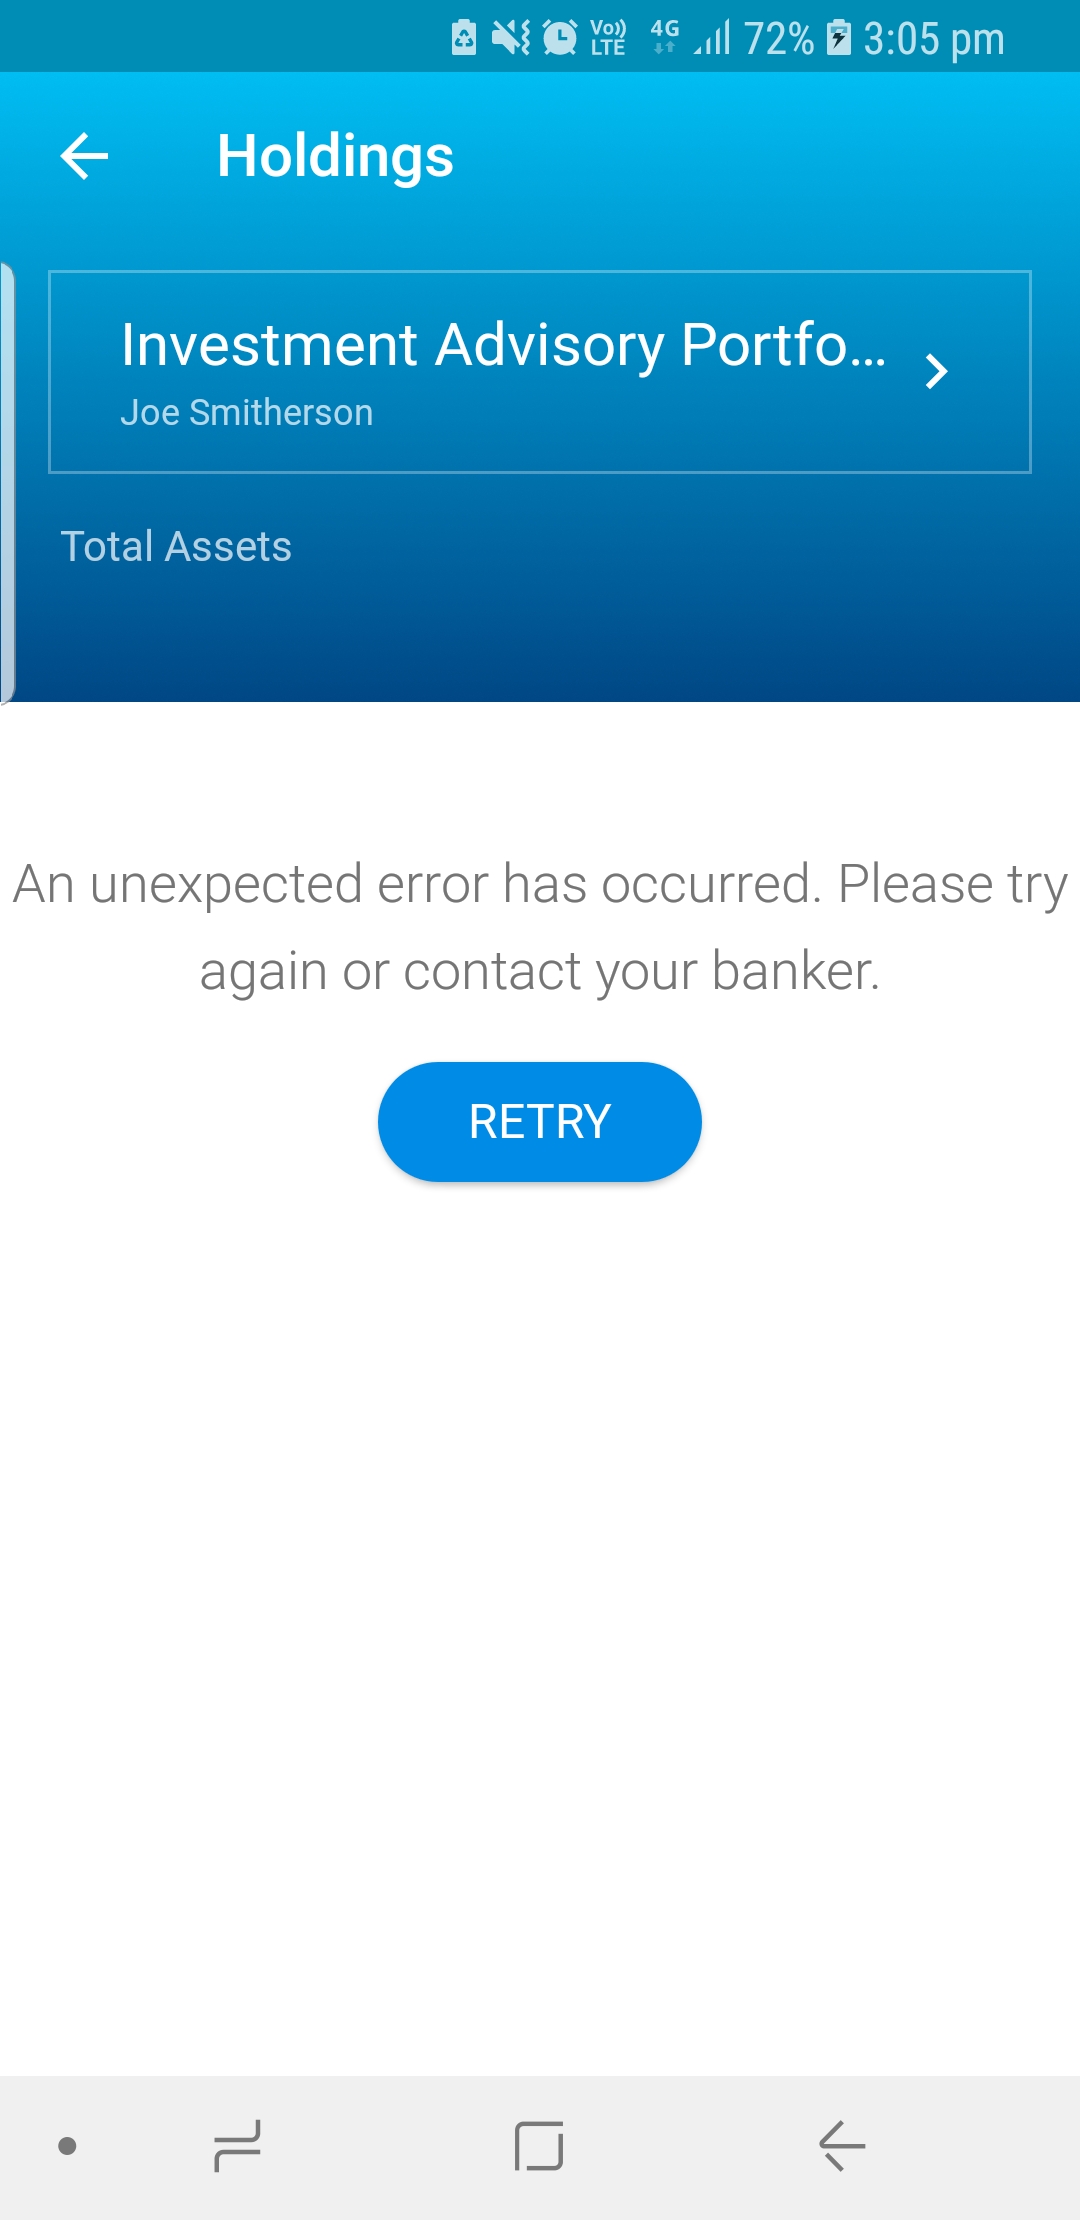 Vo)) LTE 4G 72% 3:05 pm
Holdings
Investment Advisory Portfo...
Joe Smitherson
Total Assets
An unexpected error has occurred. Please try
again or contact your banker.
RETRY